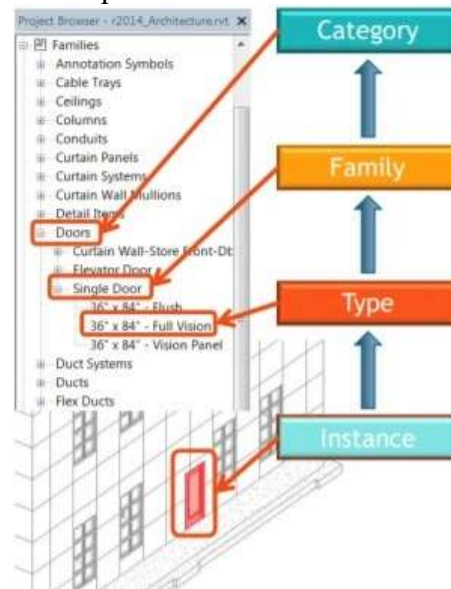 Project Browser - r2014_Architecture.rvt
Families
Annotation Symbols
Cable Trays
Ceilings
Columns
Conduits
Curtain Panels
Curtain Systems
Curtain Wall Mullions
Detail Items
Doors
Curtain Wall-Store Front-Db
Elevator Door
Single Door
36" x 84" - Flush
36" x 84" - Full Vision
36" x 84" - Vision Panel
Duct Systems
Ducts
Flex Ducts
Category
Family
Type
Instance